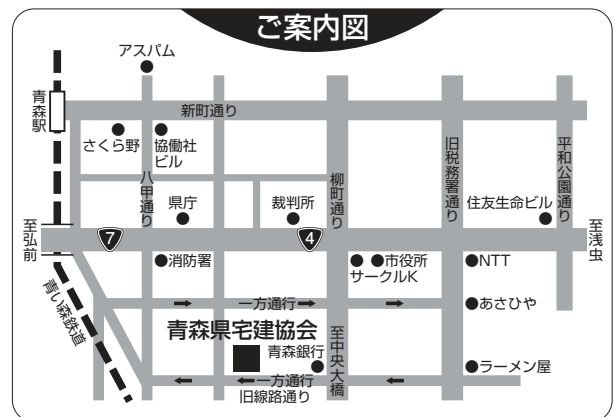 ご案内図
アスパム
青森駅
新町通り
さくら野
協働社
ビル
八甲通り
県庁
裁判所
柳町通り
旧税務署通り
平和公園通り
住友生命ビル
至弘前
7
4
至浅虫
消防署
市役所
サークルK
NTT
青い森鉄道
一方通行
あさひや
青森県宅建協会
青森銀行
至中央大橋
ラーメン屋
一方通行
旧線路通り